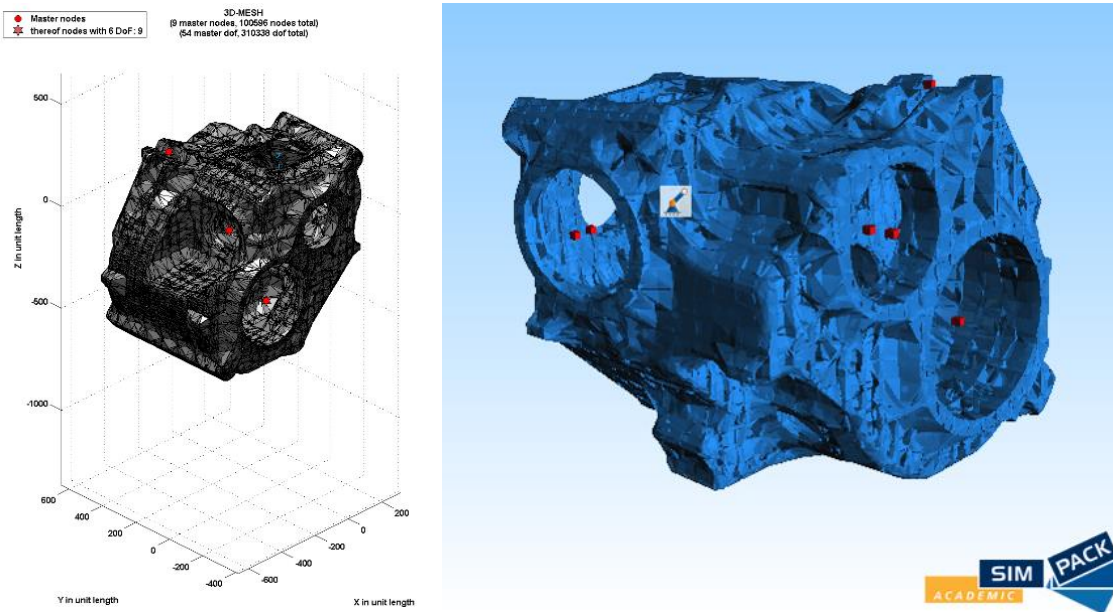 Master nodes
thereof nodes with 6 DoF: 9
3D-MESH
(9 master nodes, 100596 nodes total)
(54 master dof, 310338 dof total)
Z in unit length
500
0
-500
-1000
600
400
200
0
-200
-400
Y in unit length
-600
-400
-200
0
200
X in unit length
SIM
PACK
ACADEMIC